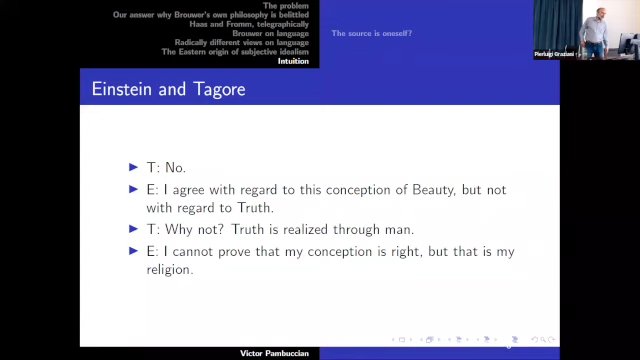 The problem
Our answer why Brouwer's own philosophy is belittled
Haas and Fromm, telegraphically
Brouwer on language
Radically different views on language
The Eastern origin of subjective idealism
Intuition
The source is oneself?
Pierluigi Graziani
Einstein and Tagore
T: No.
E: I agree with regard to this conception of Beauty, but not
with regard to Truth.
T: Why not? Truth is realized through man.
E: I cannot prove that my conception is right, but that is my
religion.
Victor Pambuccian